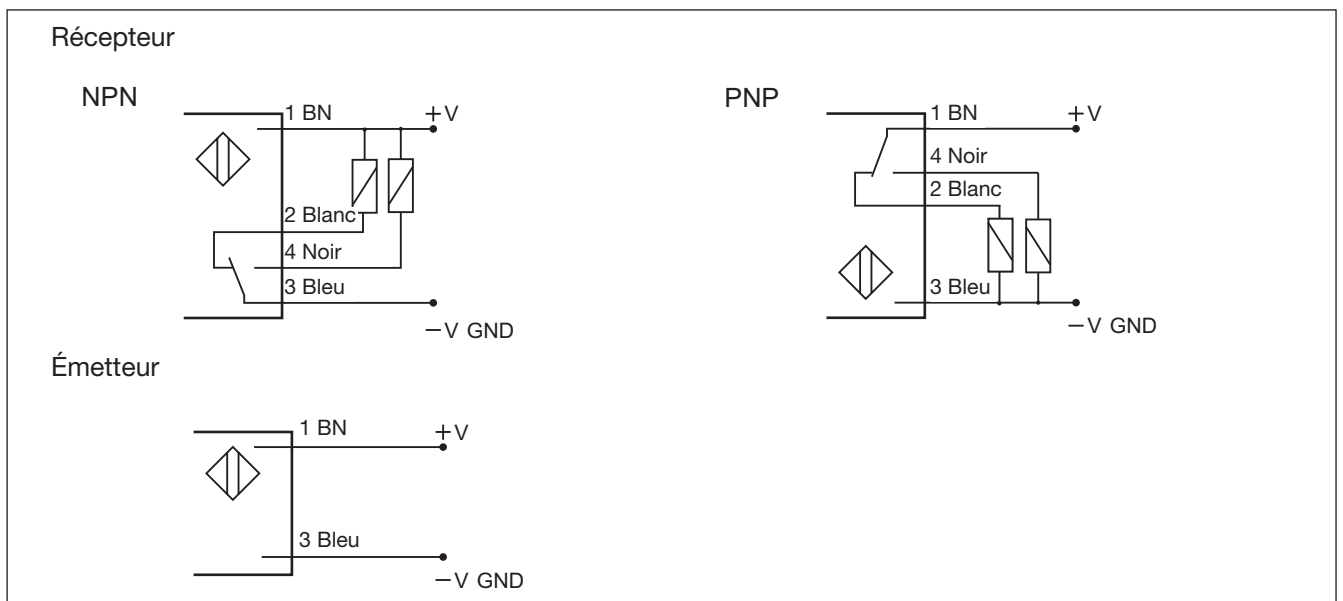 Récepteur
NPN
1 BN
+V
2 Blanc
4 Noir
3 Bleu
−V GND
PNP
1 BN
+V
4 Noir
2 Blanc
3 Bleu
−V GND
Émetteur
1 BN
+V
3 Bleu
−V GND